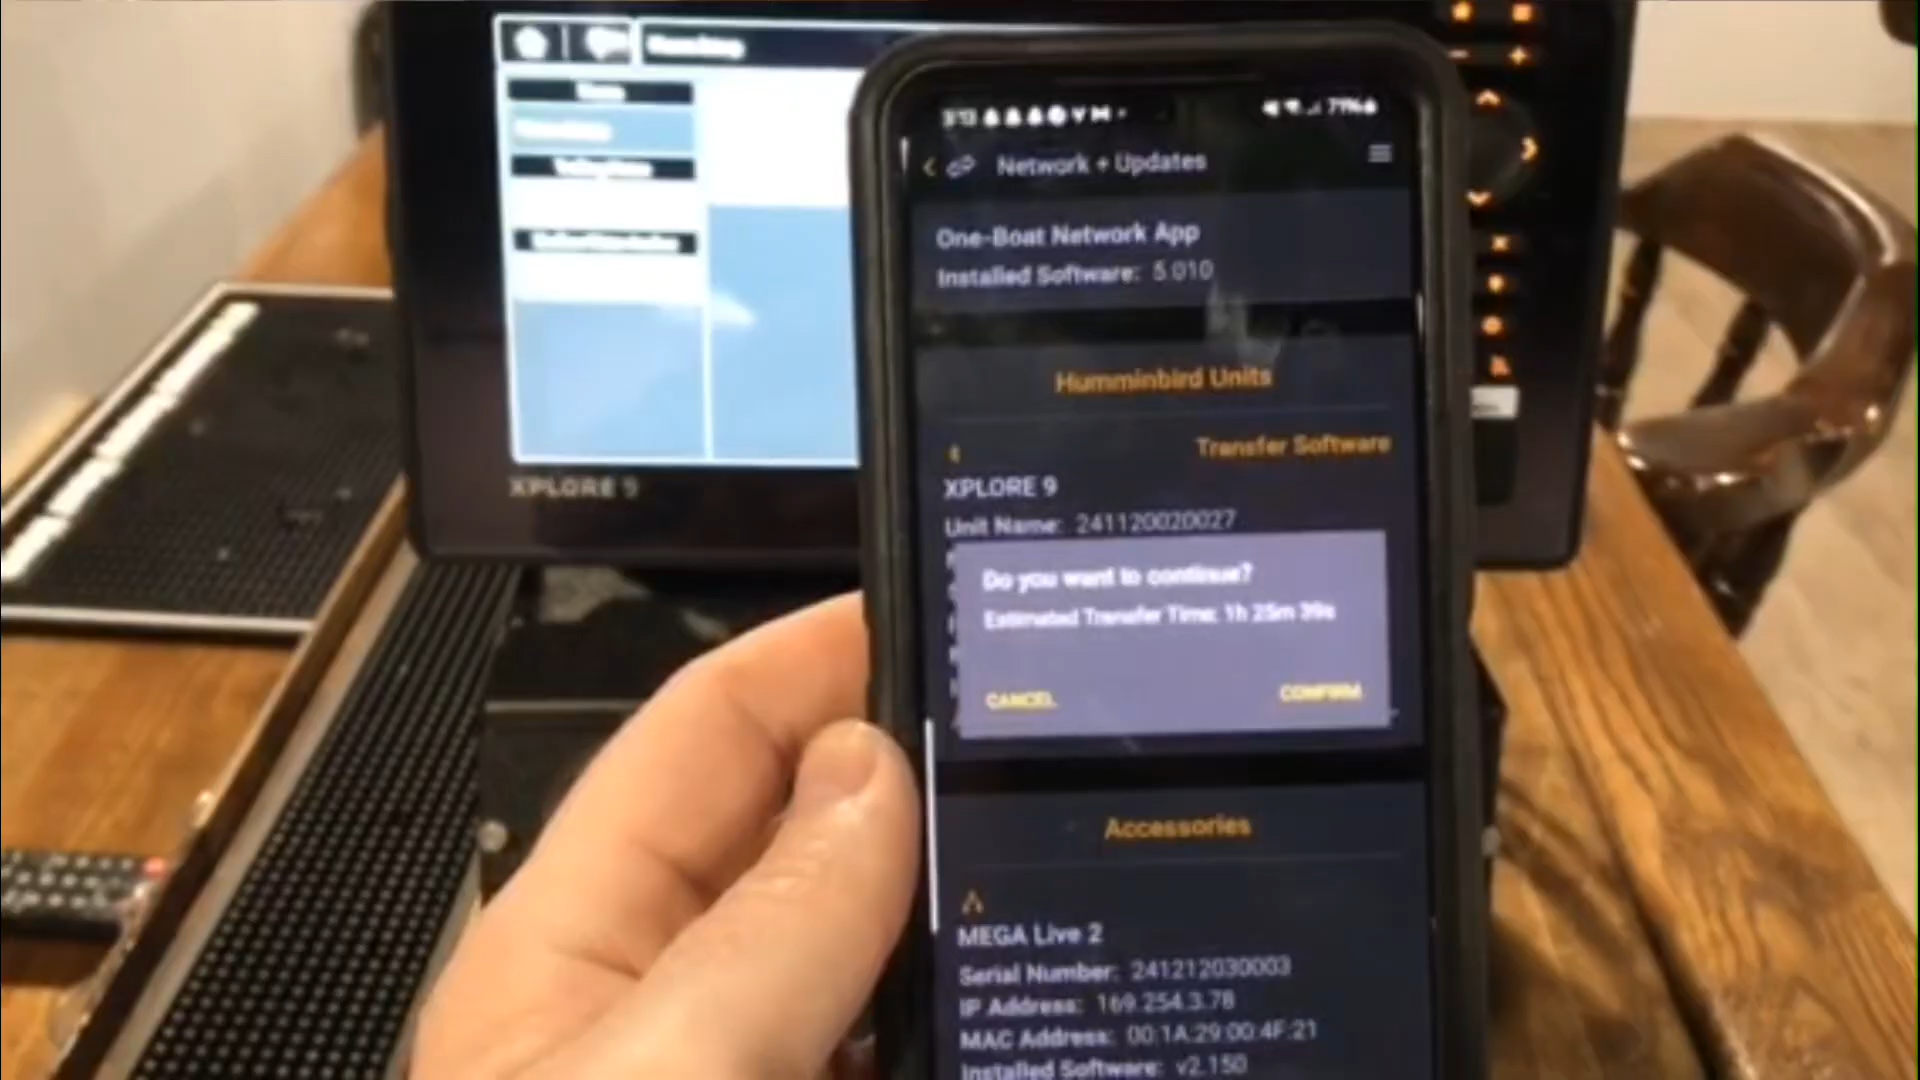 XPLORE 9
3:13
79%
Network + Updates
One-Boat Network App
Installed Software: 5.010
Humminbird Units
Transfer Software
XPLORE 9
Unit Name: 241120020027
Do you want to continue?
Estimated Transfer Time: 1h 25m 39s
CANCEL
CONFIRM
Accessories
MEGA Live 2
Serial Number: 241212030003
IP Address: 169.254.3.78
MAC Address: 00:1A:29:00:4F:21
Installed Software: v2.150